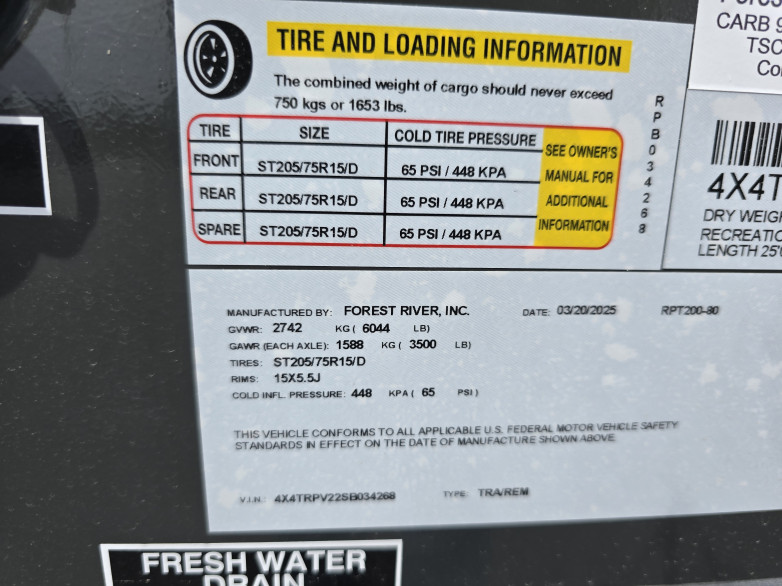 TIRE AND LOADING INFORMATION
The combined weight of cargo should never exceed
750 kgs or 1653 lbs.
TIRE SIZE COLD TIRE PRESSURE
FRONT ST205/75R15/D 65 PSI / 448 KPA
REAR ST205/75R15/D 65 PSI / 448 KPA
SPARE ST205/75R15/D 65 PSI / 448 KPA
SEE OWNER'S
MANUAL FOR
ADDITIONAL
INFORMATION
RPB034268
CARB 9
TSC
Co
4X4T
DRY WEIGH
RECREATIO
LENGTH 25'
MANUFACTURED BY: FOREST RIVER, INC. DATE: 03/20/2025 RPT200-80
GVWR: 2742 KG ( 6044 LB)
GAWR (EACH AXLE): 1588 KG ( 3500 LB)
TIRES: ST205/75R15/D
RIMS: 15X5.5J
COLD INFL. PRESSURE: 448 KPA ( 65 PSI )
THIS VEHICLE CONFORMS TO ALL APPLICABLE U.S. FEDERAL MOTOR VEHICLE SAFETY
STANDARDS IN EFFECT ON THE DATE OF MANUFACTURE SHOWN ABOVE.
V.I.N.: 4X4TRPV22SB034268 TYPE: TRA/REM
FRESH WATER
DRAIN